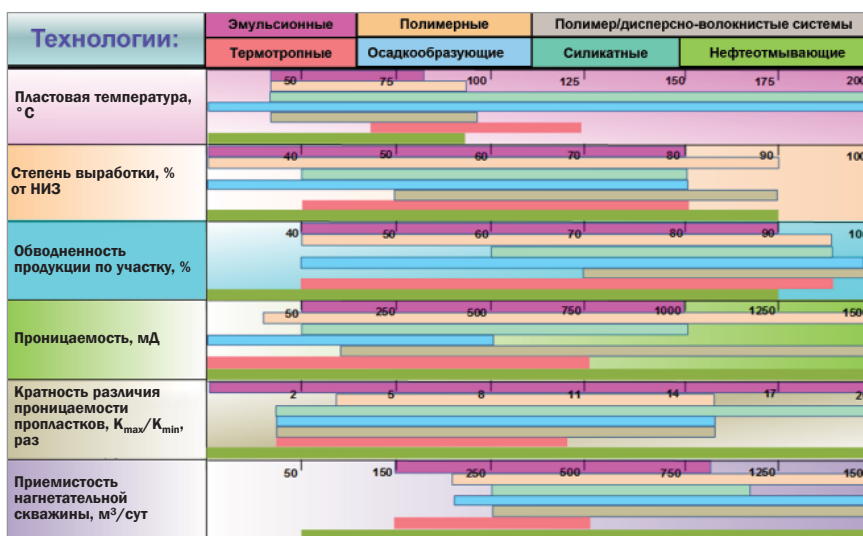 Технологии:
Эмульсионные
Полимерные
Полимер/дисперсно-волокнистые системы
Термотропные
Осадкообразующие
Силикатные
Нефтеотмывающие
Пластовая температура,
°С
50 75 100 125 150 175 200
Степень выработки, %
от НИЗ
40 50 60 70 80 90 100
Обводненность
продукции по участку, %
40 50 60 70 80 90 100
Проницаемость, мД
50 250 500 750 1000 1250 1500
Кратность различия
проницаемости
пропластков, Kmax/Kmin,
раз
2 5 8 11 14 17 20
Приемистость
нагнетательной
скважины, м³/сут
50 150 250 500 750 1250 1500